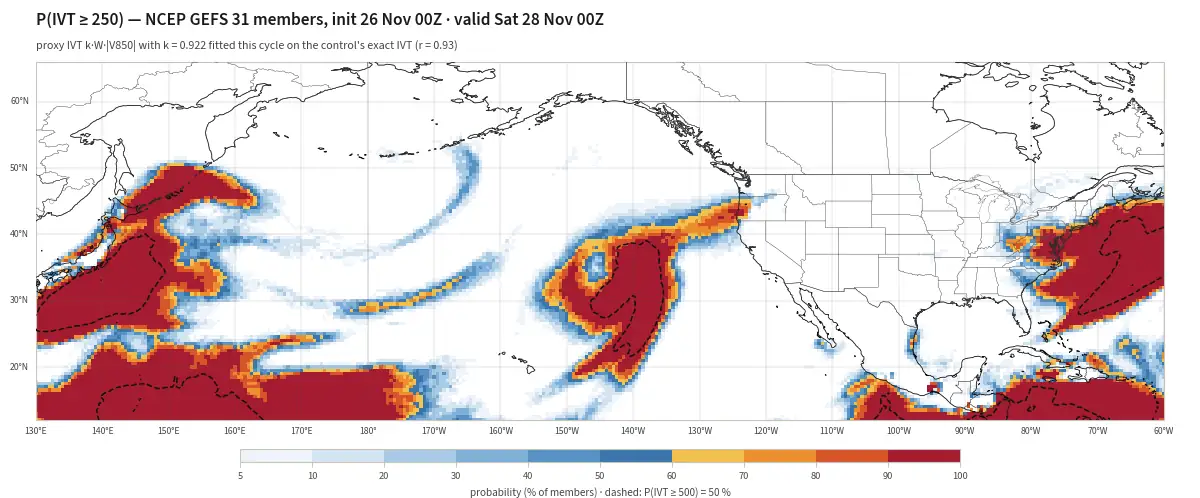 P(IVT ≥ 250) — NCEP GEFS 31 members, init 26 Nov 00Z · valid Sat 28 Nov 00Z
proxy IVT k·W·|V850| with k = 0.922 fitted this cycle on the control's exact IVT (r = 0.93)
60°N
50°N
40°N
30°N
20°N
130°E 140°E 150°E 160°E 170°E 180° 170°W 160°W 150°W 140°W 130°W 120°W 110°W 100°W 90°W 80°W 70°W 60°W
5 10 20 30 40 50 60 70 80 90 100
probability (% of members) · dashed: P(IVT ≥ 500) = 50 %